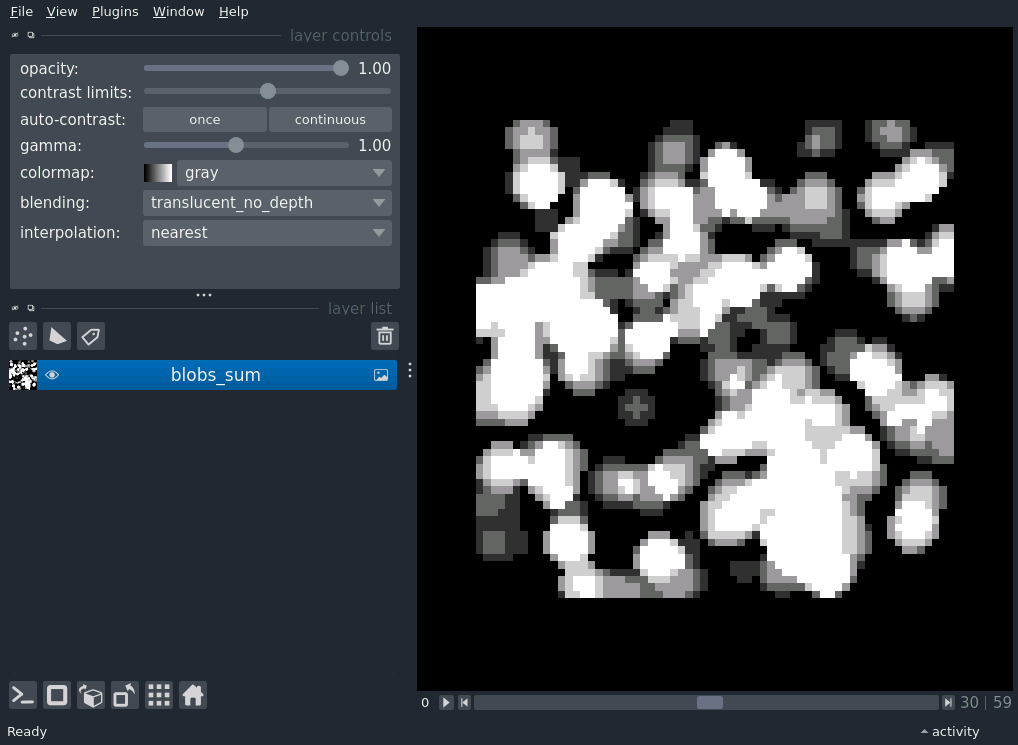 File View Plugins Window Help
layer controls
opacity: 1.00
contrast limits:
auto-contrast: once continuous
gamma: 1.00
colormap: gray
blending: translucent_no_depth
interpolation: nearest
layer list
blobs_sum
0 30 | 59
Ready activity